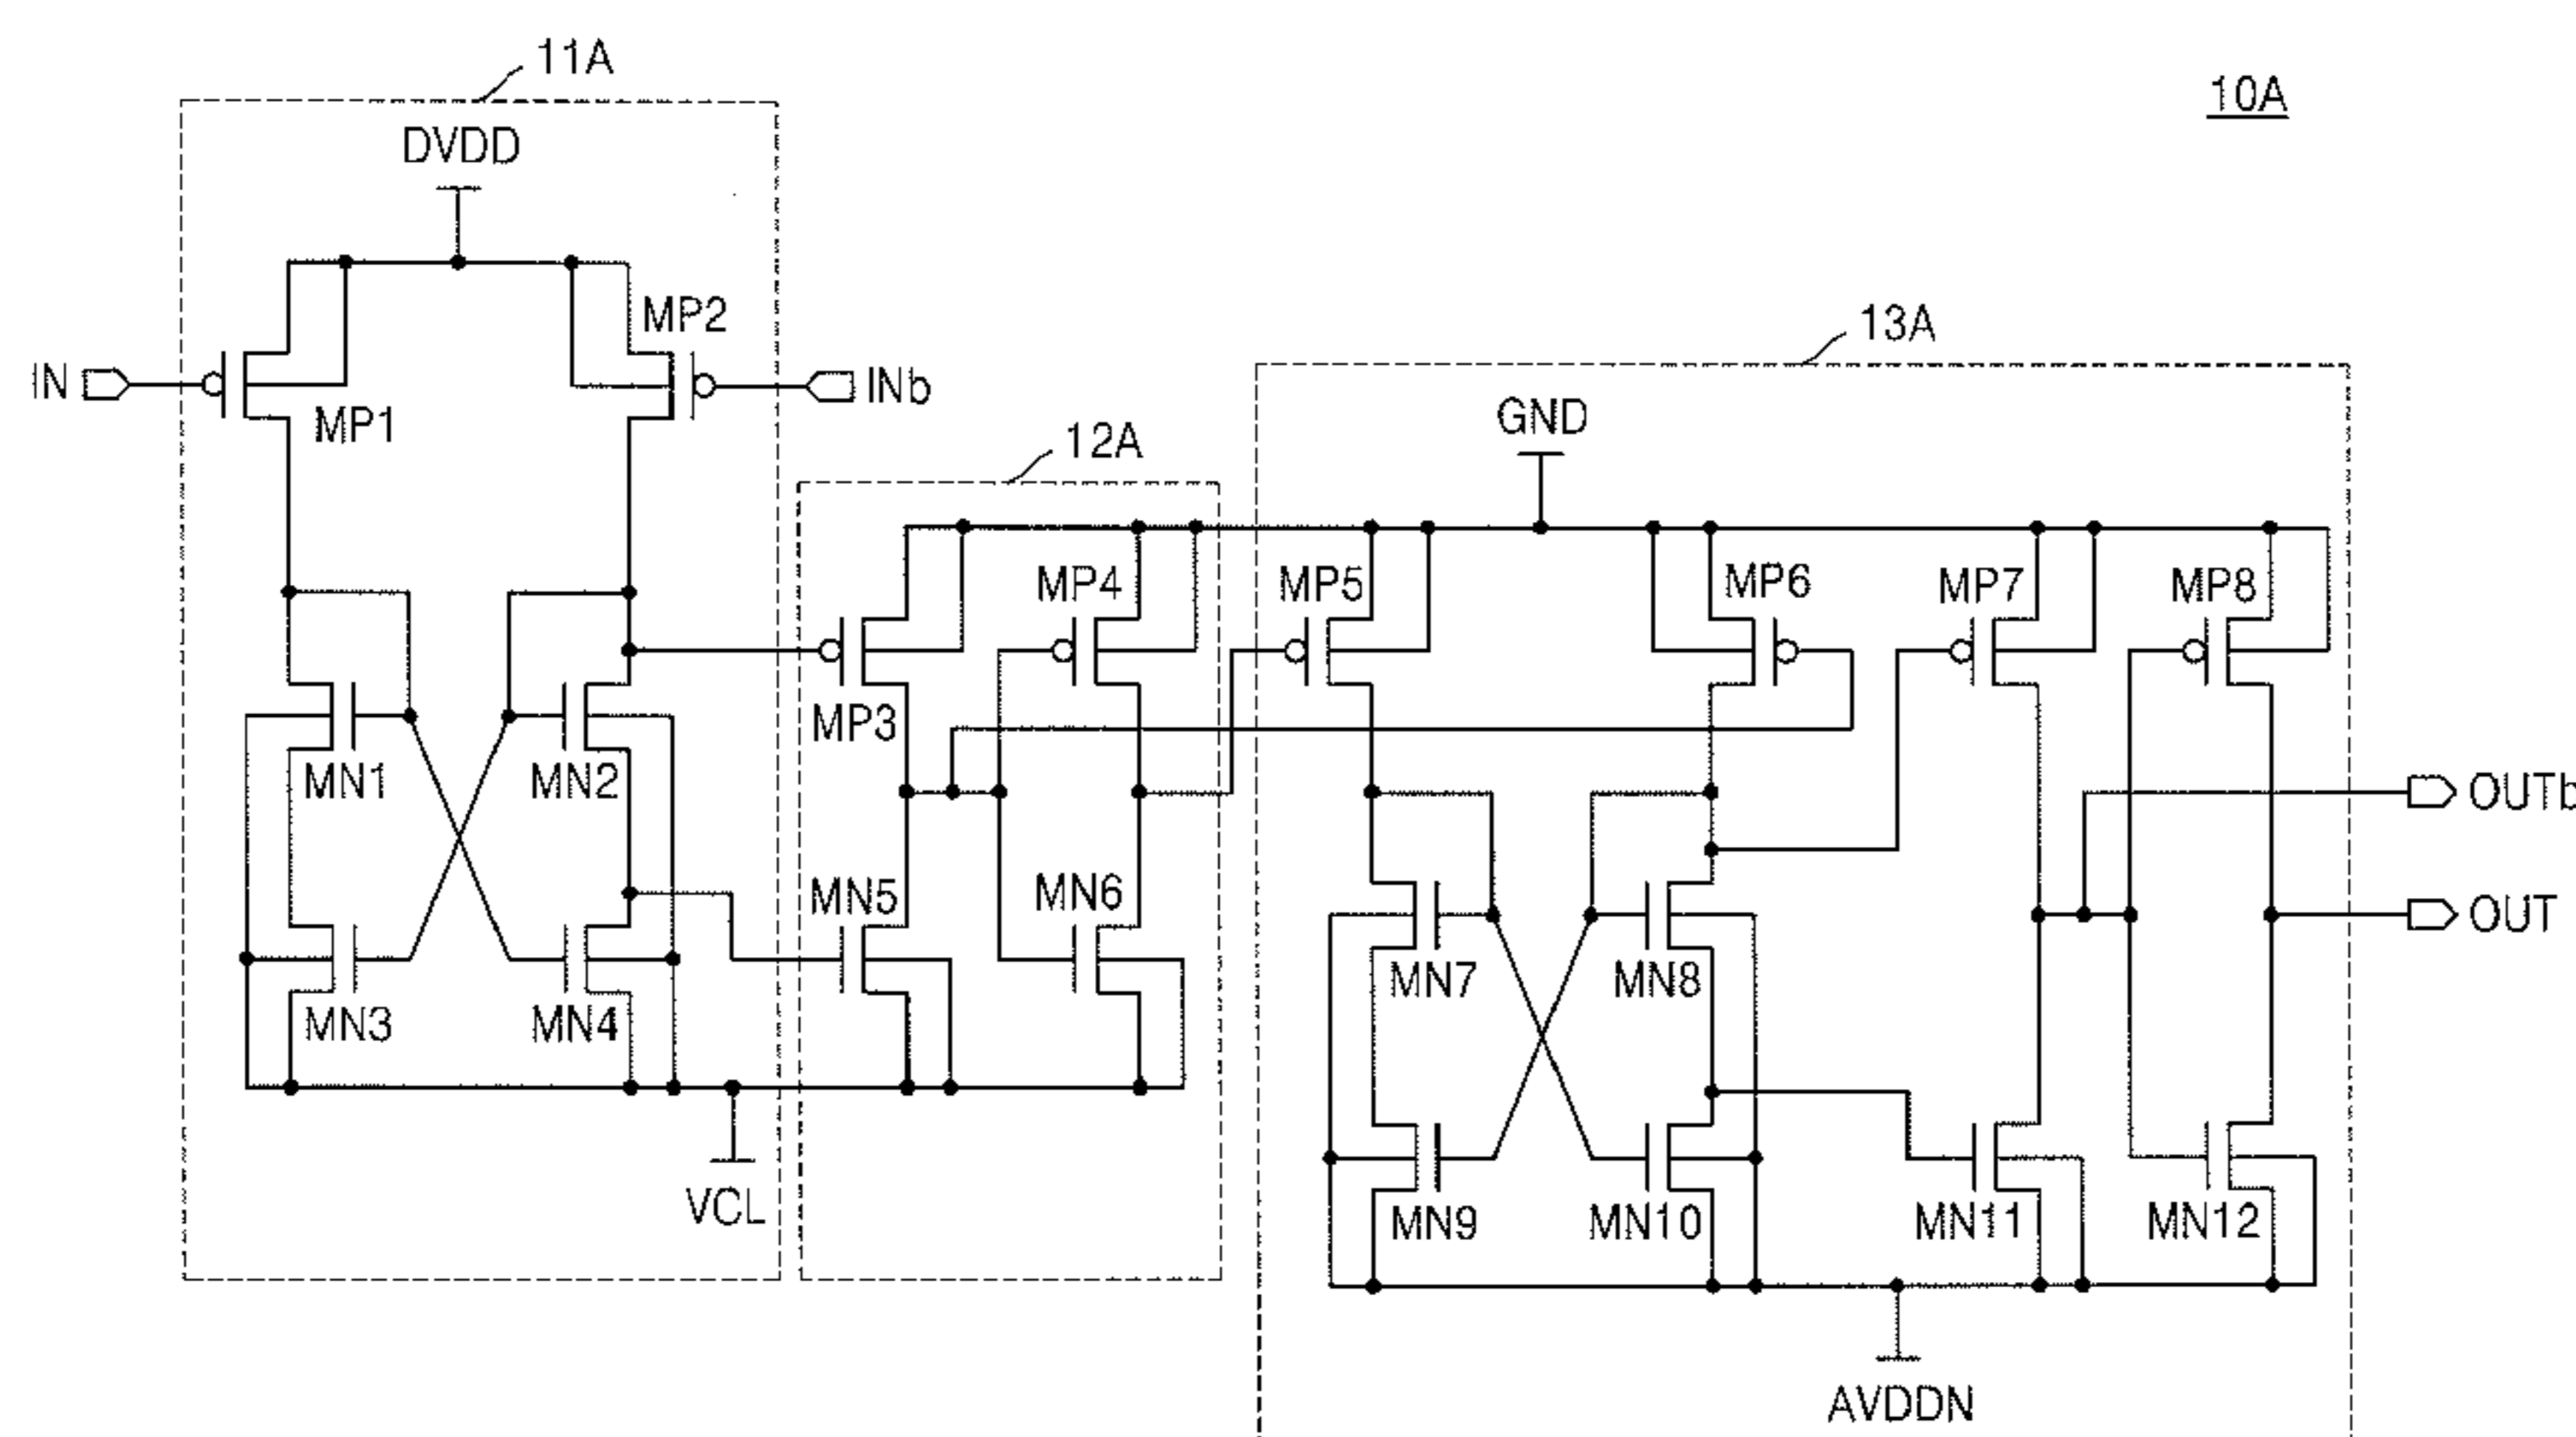 11A
10A
DVDD
MP2
13A
IN
INb
MP1
GND
12A
MP4
MP5
MP6
MP7
MP8
MP3
MN1
MN2
OUTb
MN5
MN6
OUT
MN7
MN8
MN3
MN4
VCL
MN9
MN10
MN11
MN12
AVDDN